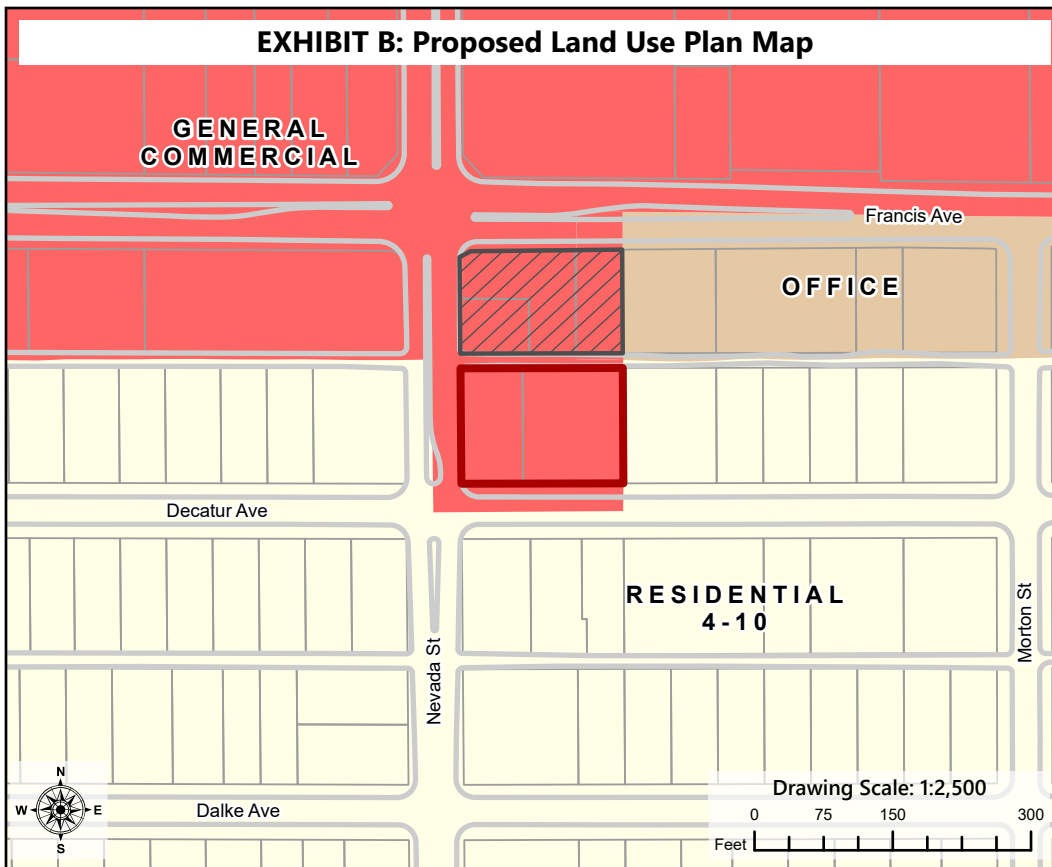 EXHIBIT B: Proposed Land Use Plan Map
GENERAL
COMMERCIAL
Francis Ave
OFFICE
Decatur Ave
RESIDENTIAL
4-10
Nevada St
Morton St
Dalke Ave
N
W E
S
Drawing Scale: 1:2,500
0 75 150 300
Feet